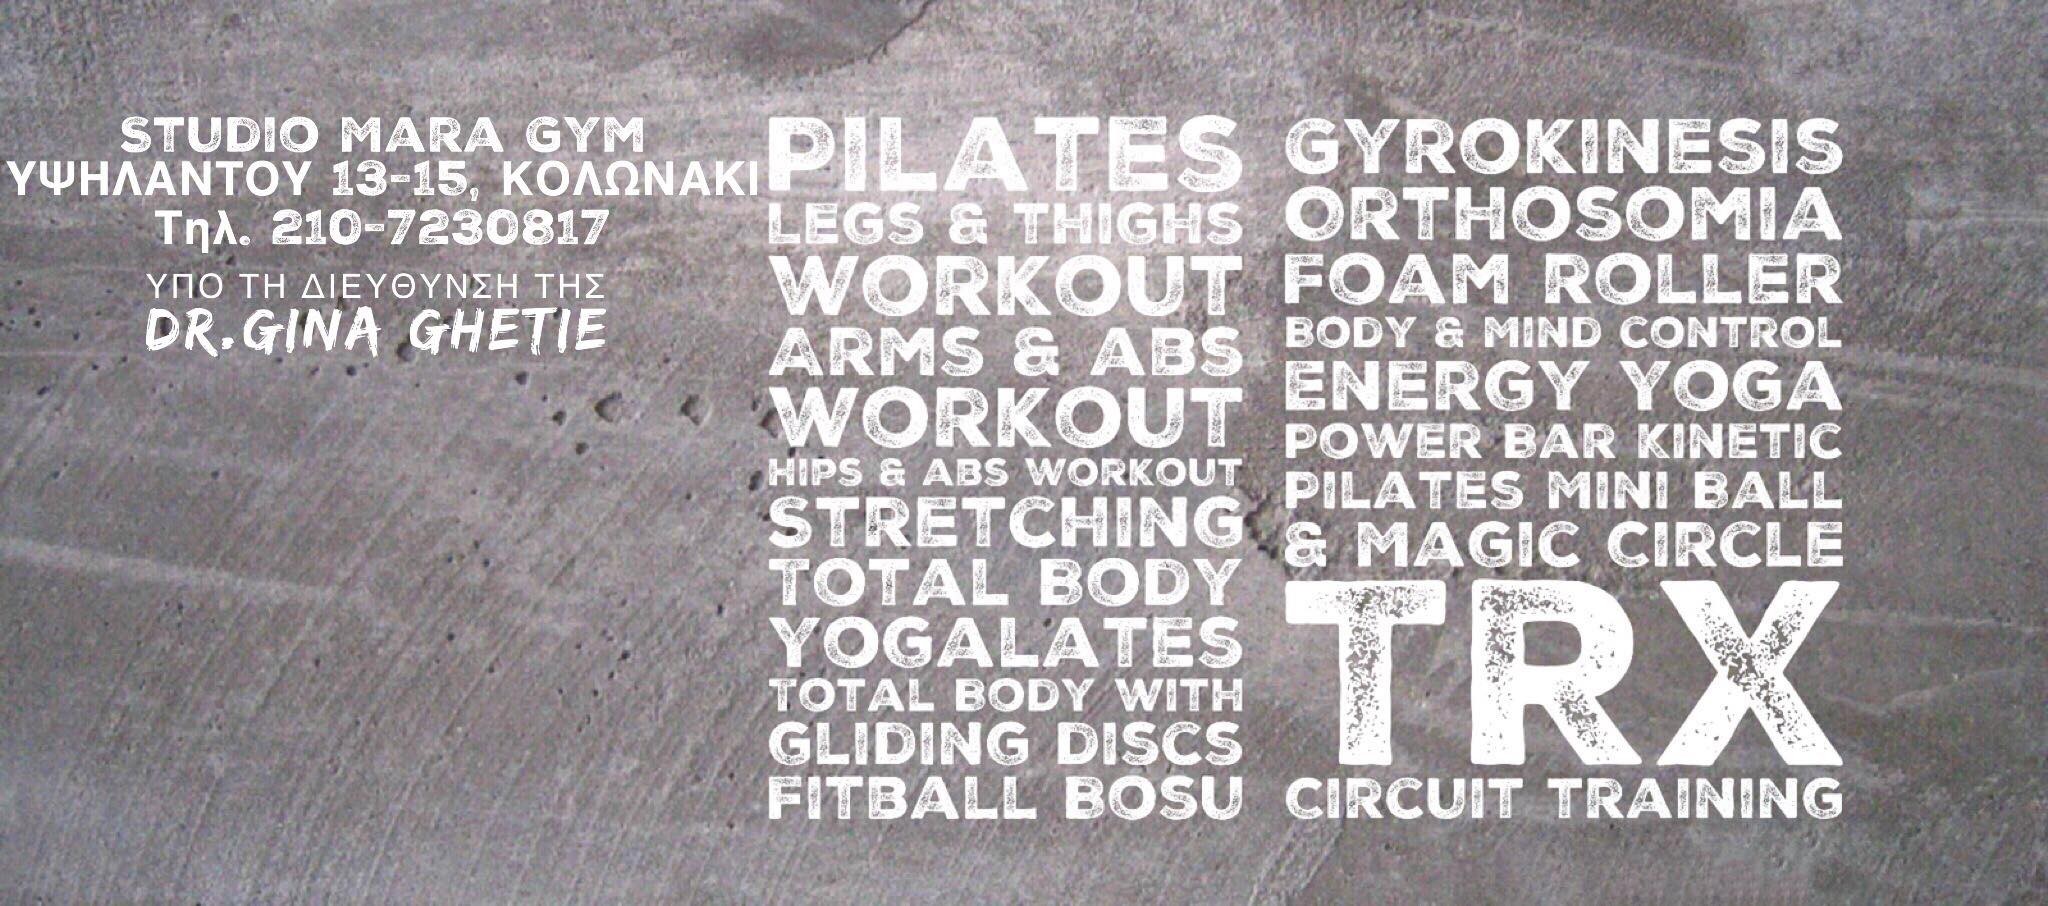 STUDIO MARA GYM
ΥΨΗΛΑΝΤΟΥ 13-15, ΚΟΛΩΝΑΚΙ
Τηλ. 210-7230817
ΥΠΟ ΤΗ ΔΙΕΥΘΥΝΣΗ ΤΗΣ
DR.GINA GHETIE
PILATES
LEGS & THIGHS
WORKOUT
ARMS & ABS
WORKOUT
HIPS & ABS WORKOUT
STRETCHING
TOTAL BODY
YOGALATES
TOTAL BODY WITH
GLIDING DISCS
FITBALL BOSU
GYROKINESIS
ORTHOSOMIA
FOAM ROLLER
BODY & MIND CONTROL
ENERGY YOGA
POWER BAR KINETIC
PILATES MINI BALL
& MAGIC CIRCLE
TRX
CIRCUIT TRAINING